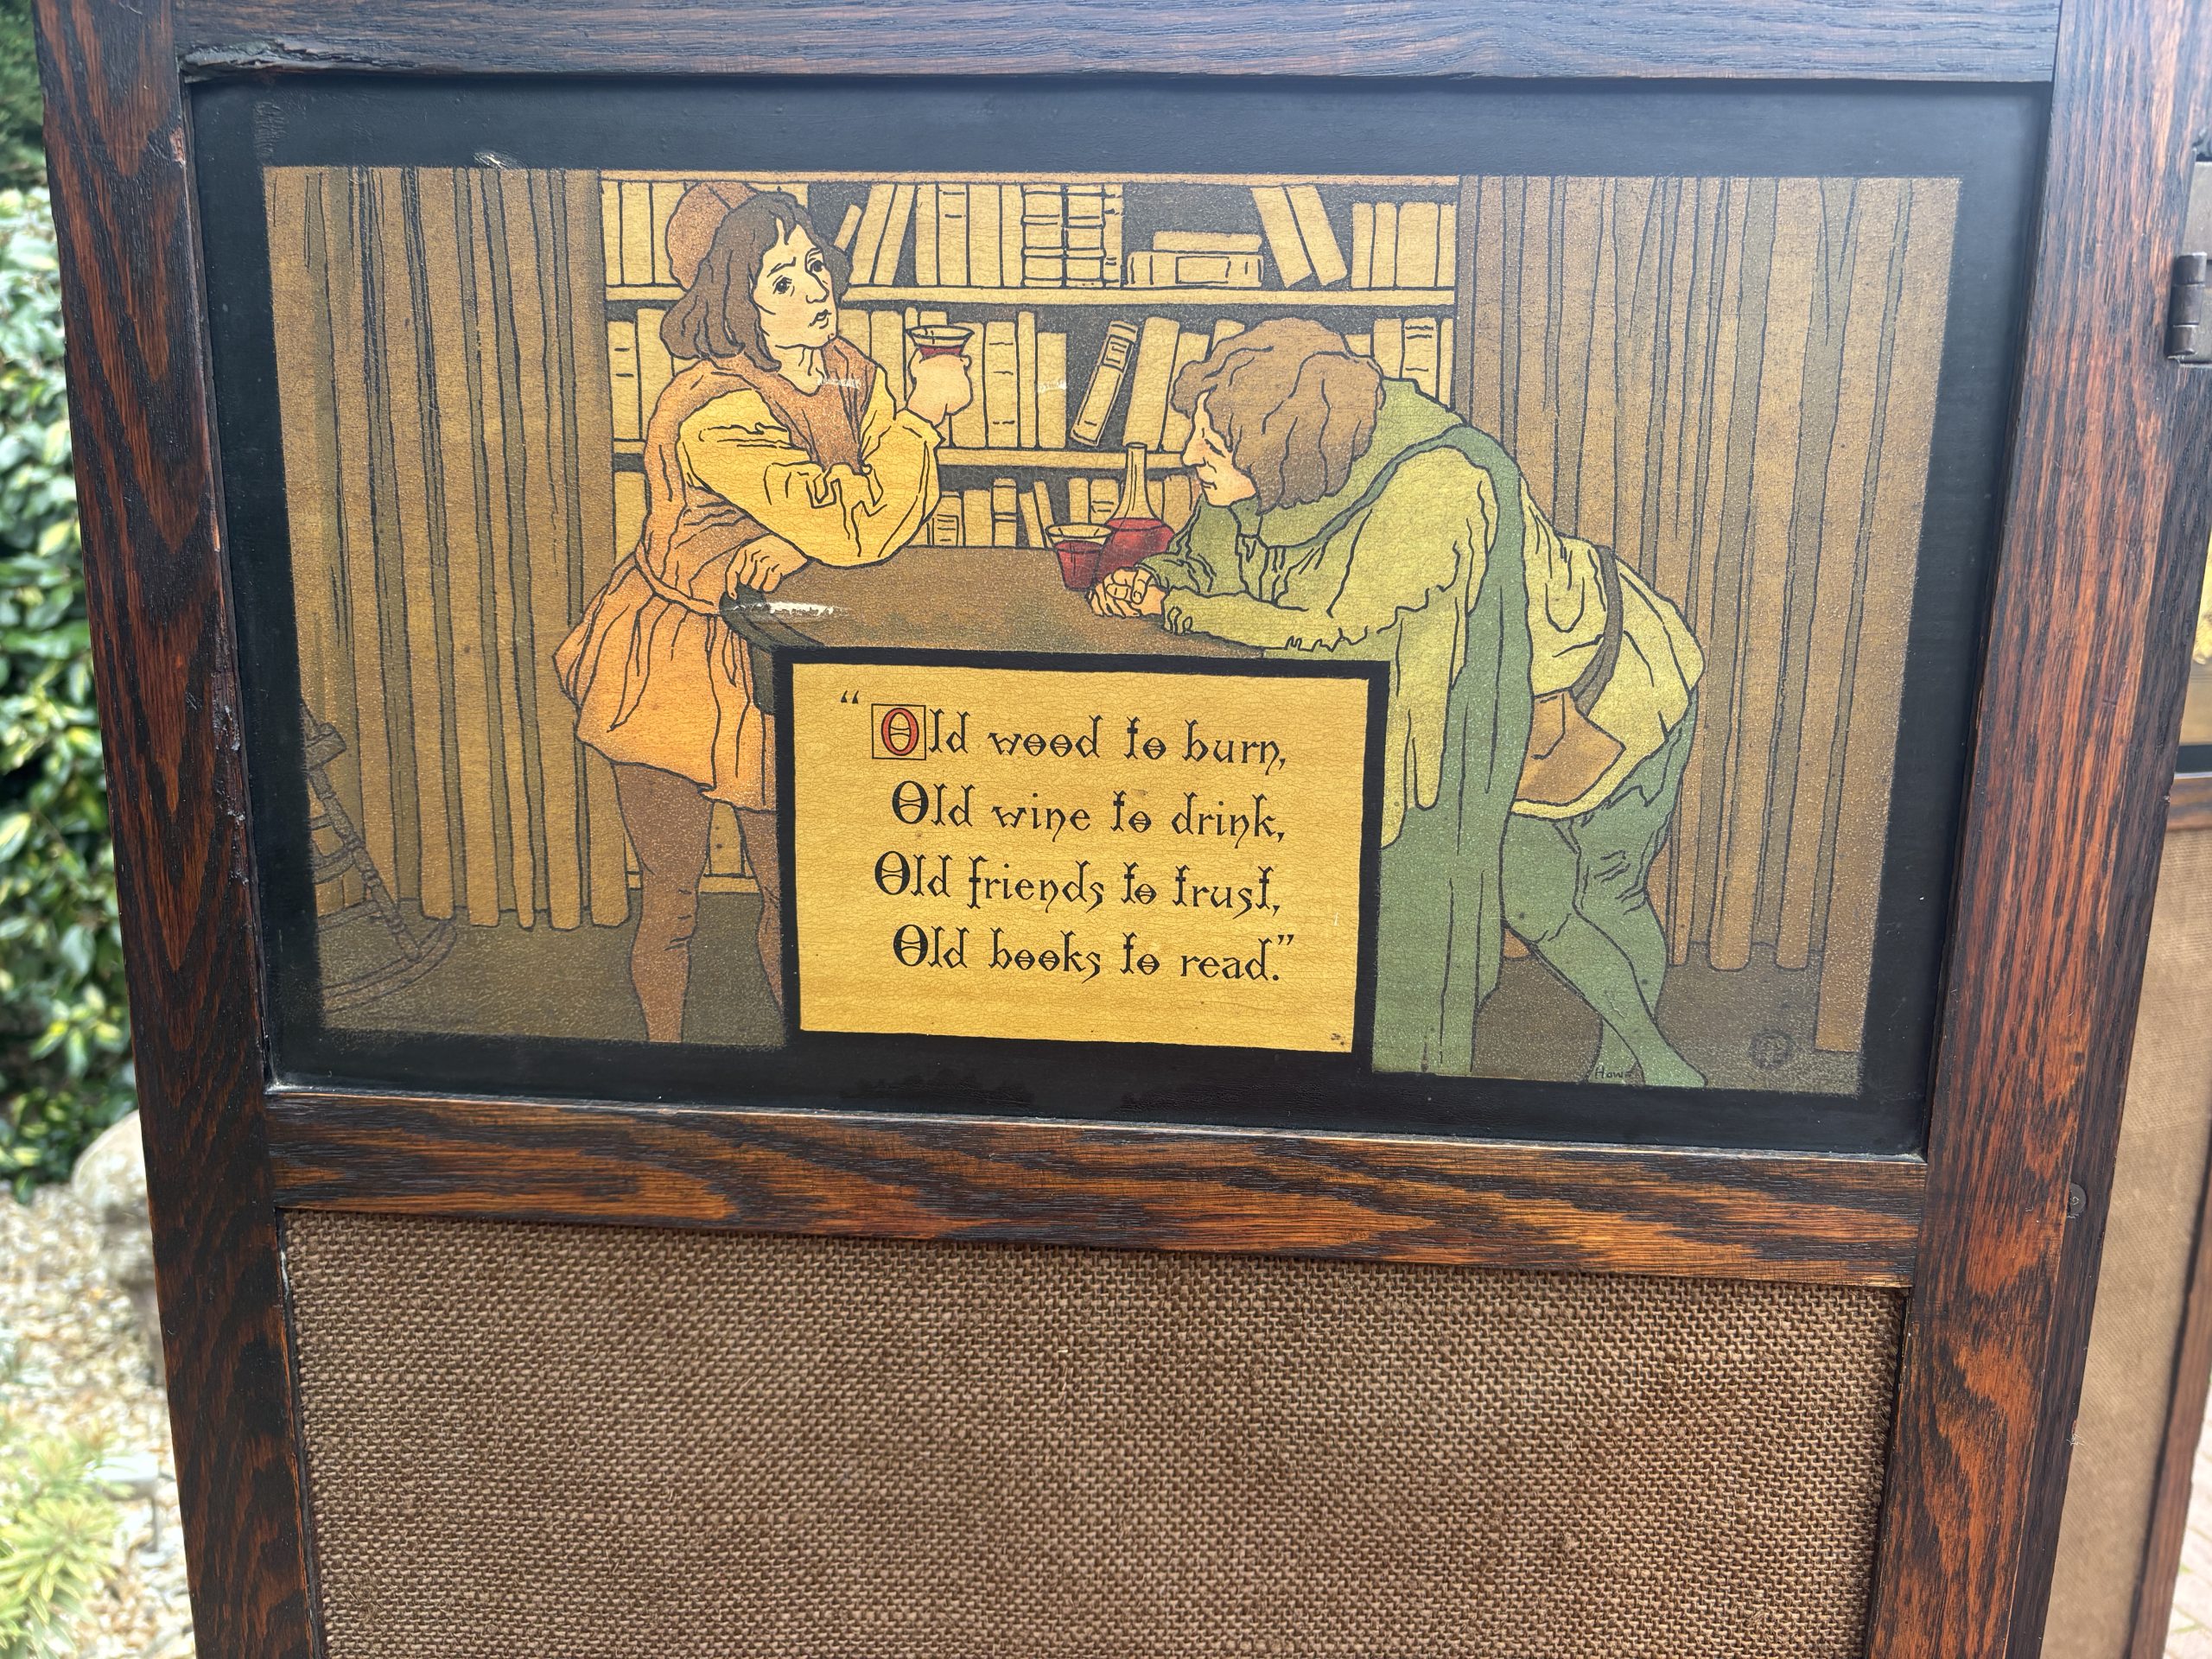 “Old wood to burn,
Old wine to drink,
Old friends to trust,
Old books to read.”